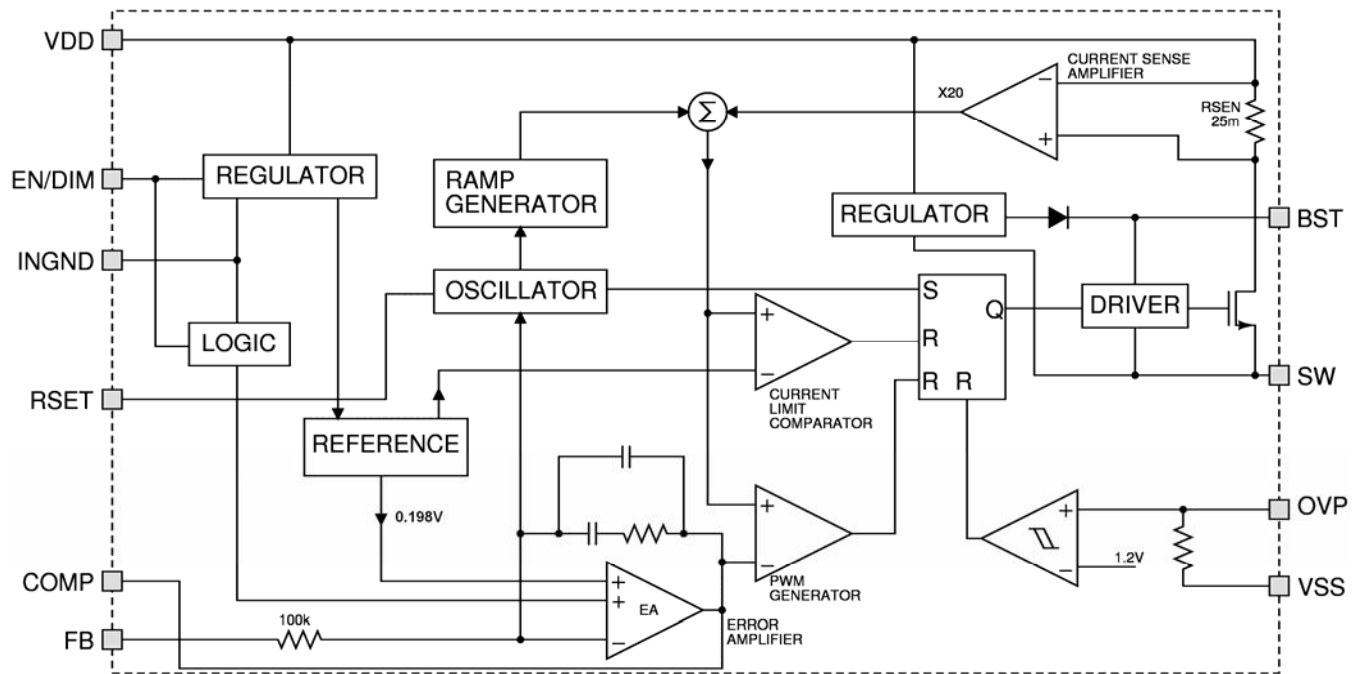 VDD
CURRENT SENSE
AMPLIFIER
X20
−
+
Σ
RSEN
25m
EN/DIM
REGULATOR
RAMP
GENERATOR
REGULATOR
BST
INGND
OSCILLATOR
S
Q
R
R
R
DRIVER
LOGIC
+
−
CURRENT
LIMIT
COMPARATOR
SW
RSET
REFERENCE
0.198V
+
−
PWM
GENERATOR
+
−
1.2V
OVP
VSS
COMP
+
+
−
EA
ERROR
AMPLIFIER
100k
FB